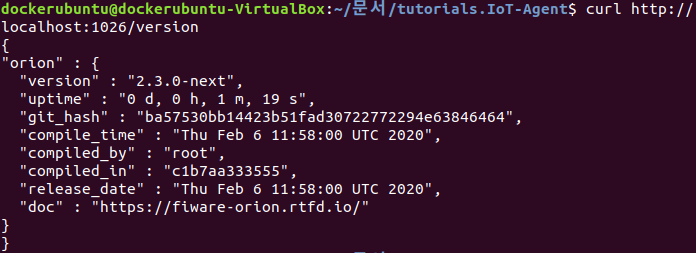 dockerubuntu@dockerubuntu-VirtualBox:~/문서/tutorials.IoT-Agent$ curl http://
localhost:1026/version
{
"orion" : {
  "version" : "2.3.0-next",
  "uptime" : "0 d, 0 h, 1 m, 19 s",
  "git_hash" : "ba57530bb14423b51fad30722772294e63846464",
  "compile_time" : "Thu Feb 6 11:58:00 UTC 2020",
  "compiled_by" : "root",
  "compiled_in" : "c1b7aa333555",
  "release_date" : "Thu Feb 6 11:58:00 UTC 2020",
  "doc" : "https://fiware-orion.rtfd.io/"
}
}